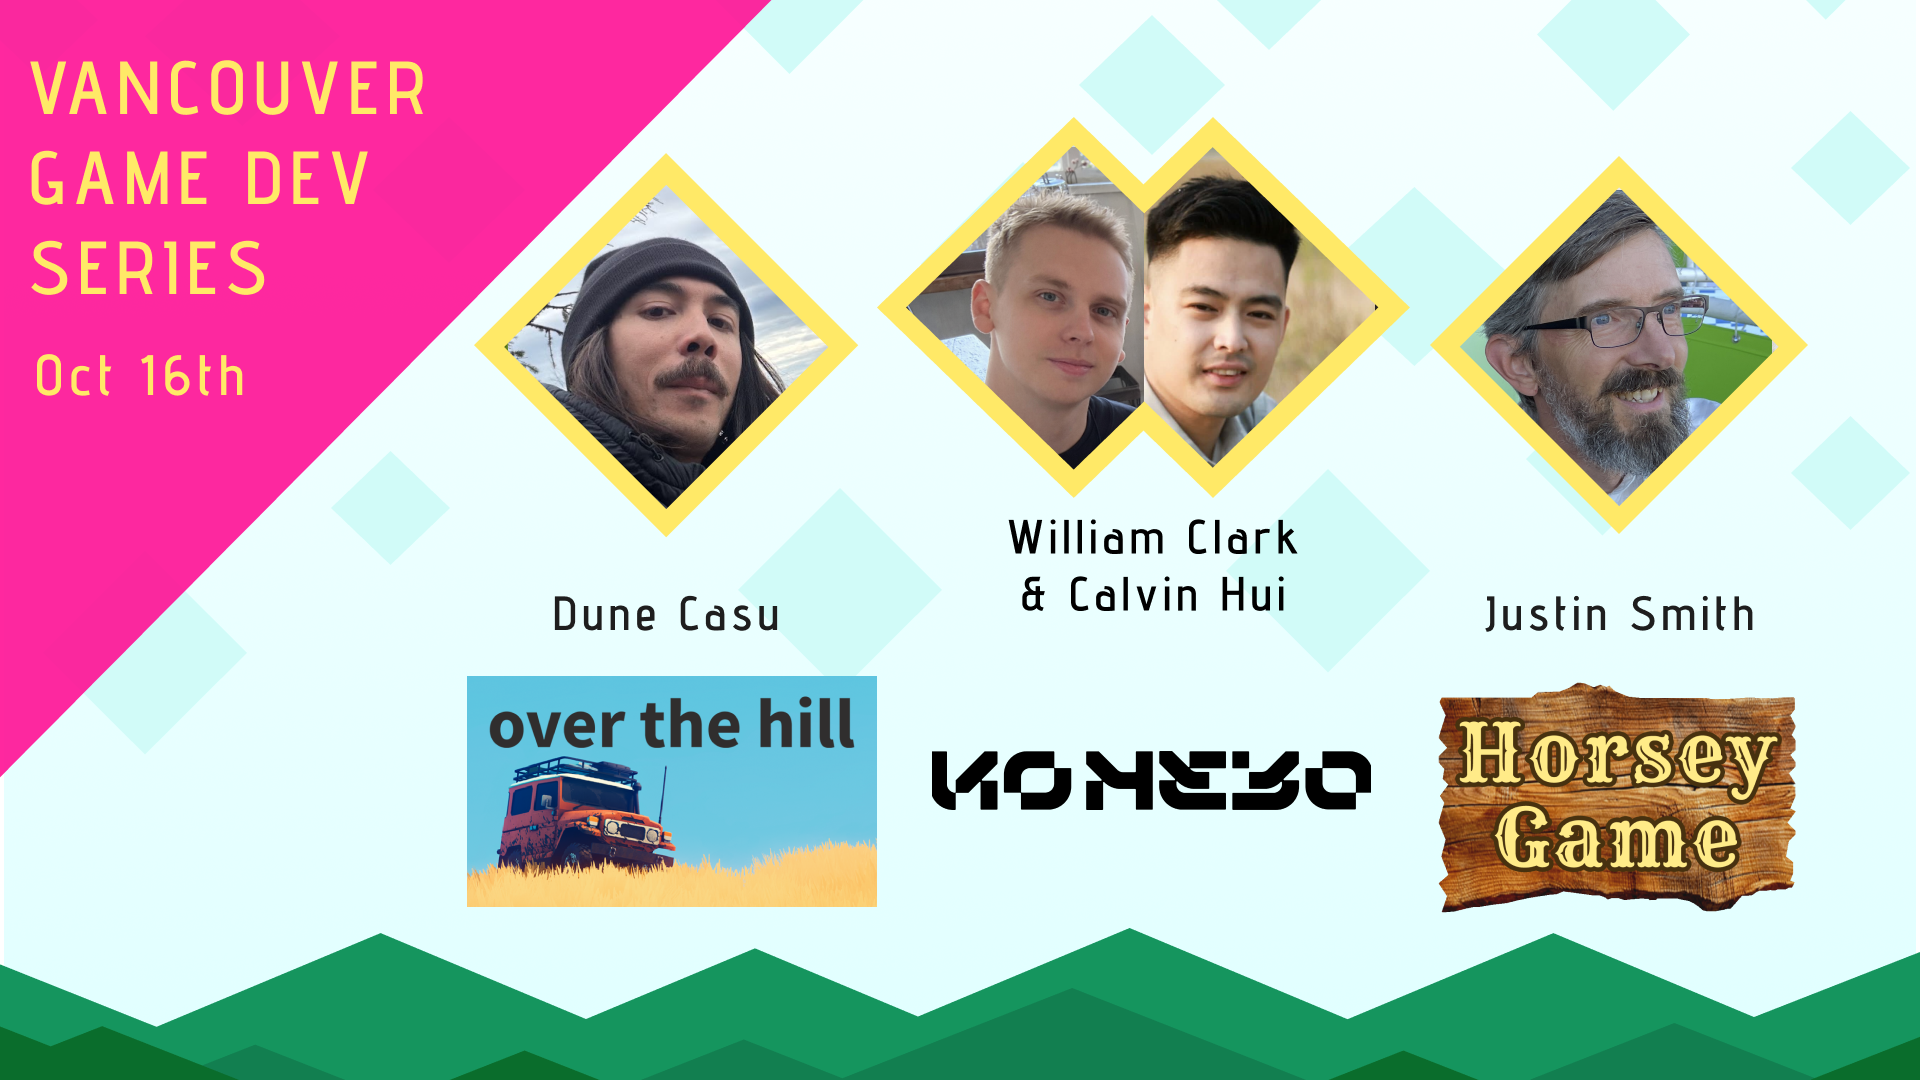 VANCOUVER
GAME DEV
SERIES
Oct 16th
William Clark
& Calvin Hui
Dune Casu
Justin Smith
over the hill
Horsey
Game